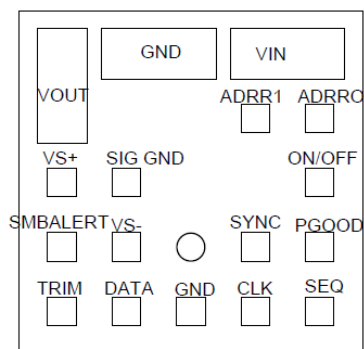 GND
VIN
VOUT
ADRR1 ADRRO
VS+ SIG GND ON/OFF
SMBALERT VS- SYNC PGOOD
TRIM DATA GND CLK SEQ